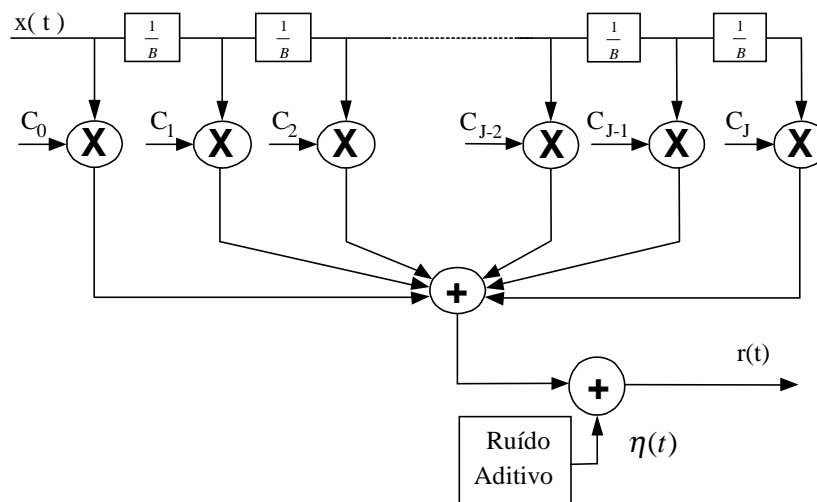 x( t )
1/B 1/B 1/B 1/B
C0 X C1 X C2 X CJ-2 X CJ-1 X CJ X
+
r(t)
+
Ruído
Aditivo
η(t)